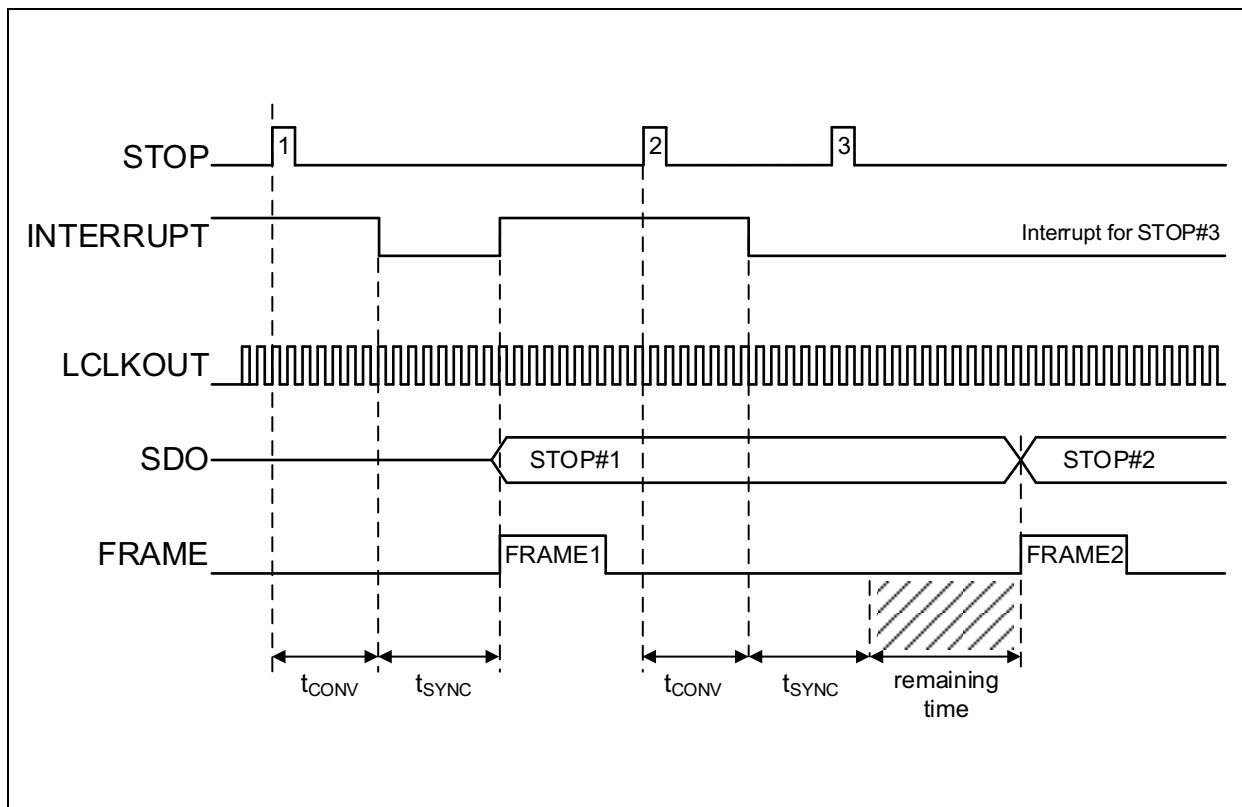 STOP 1 2 3
INTERRUPT Interrupt for STOP#3
LCLKOUT
SDO STOP#1 STOP#2
FRAME FRAME1 FRAME2
tCONV tSYNC tCONV tSYNC remaining
time